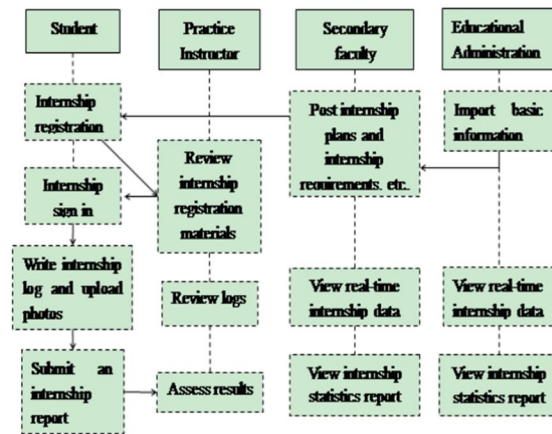 Student
Practice
Instructor
Secondary
faculty
Educational
Administration
Internship
registration
Post internship
plans and
internship
requirements, etc..
Import basic
information
Review
internship
registration
materials
Internship
sign in
Write internship
log and upload
photos
Review logs
View real-time
internship data
View real-time
internship data
Submit an
internship
report
Assess results
View internship
statistics report
View internship
statistics report